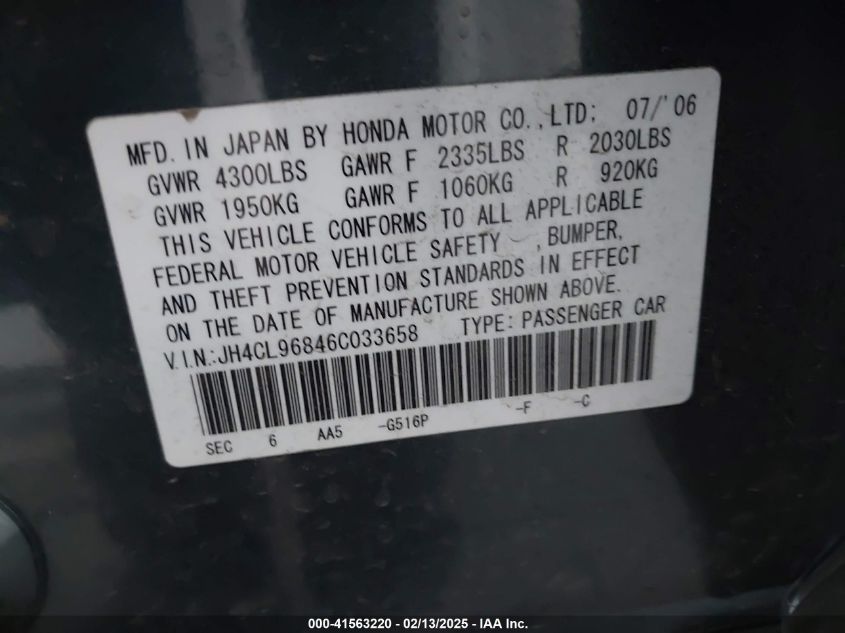 MFD. IN JAPAN BY HONDA MOTOR CO.,LTD: 07/'06
GVWR 4300LBS GAWR F 2335LBS R 2030LBS
GVWR 1950KG GAWR F 1060KG R 920KG
THIS VEHICLE CONFORMS TO ALL APPLICABLE
FEDERAL MOTOR VEHICLE SAFETY , BUMPER,
AND THEFT PREVENTION STANDARDS IN EFFECT
ON THE DATE OF MANUFACTURE SHOWN ABOVE.
V.I.N.:JH4CL96846C033658 TYPE: PASSENGER CAR
SEC 6 AA5 -G516P -F -C
000-41563220 - 02/13/2025 - IAA Inc.